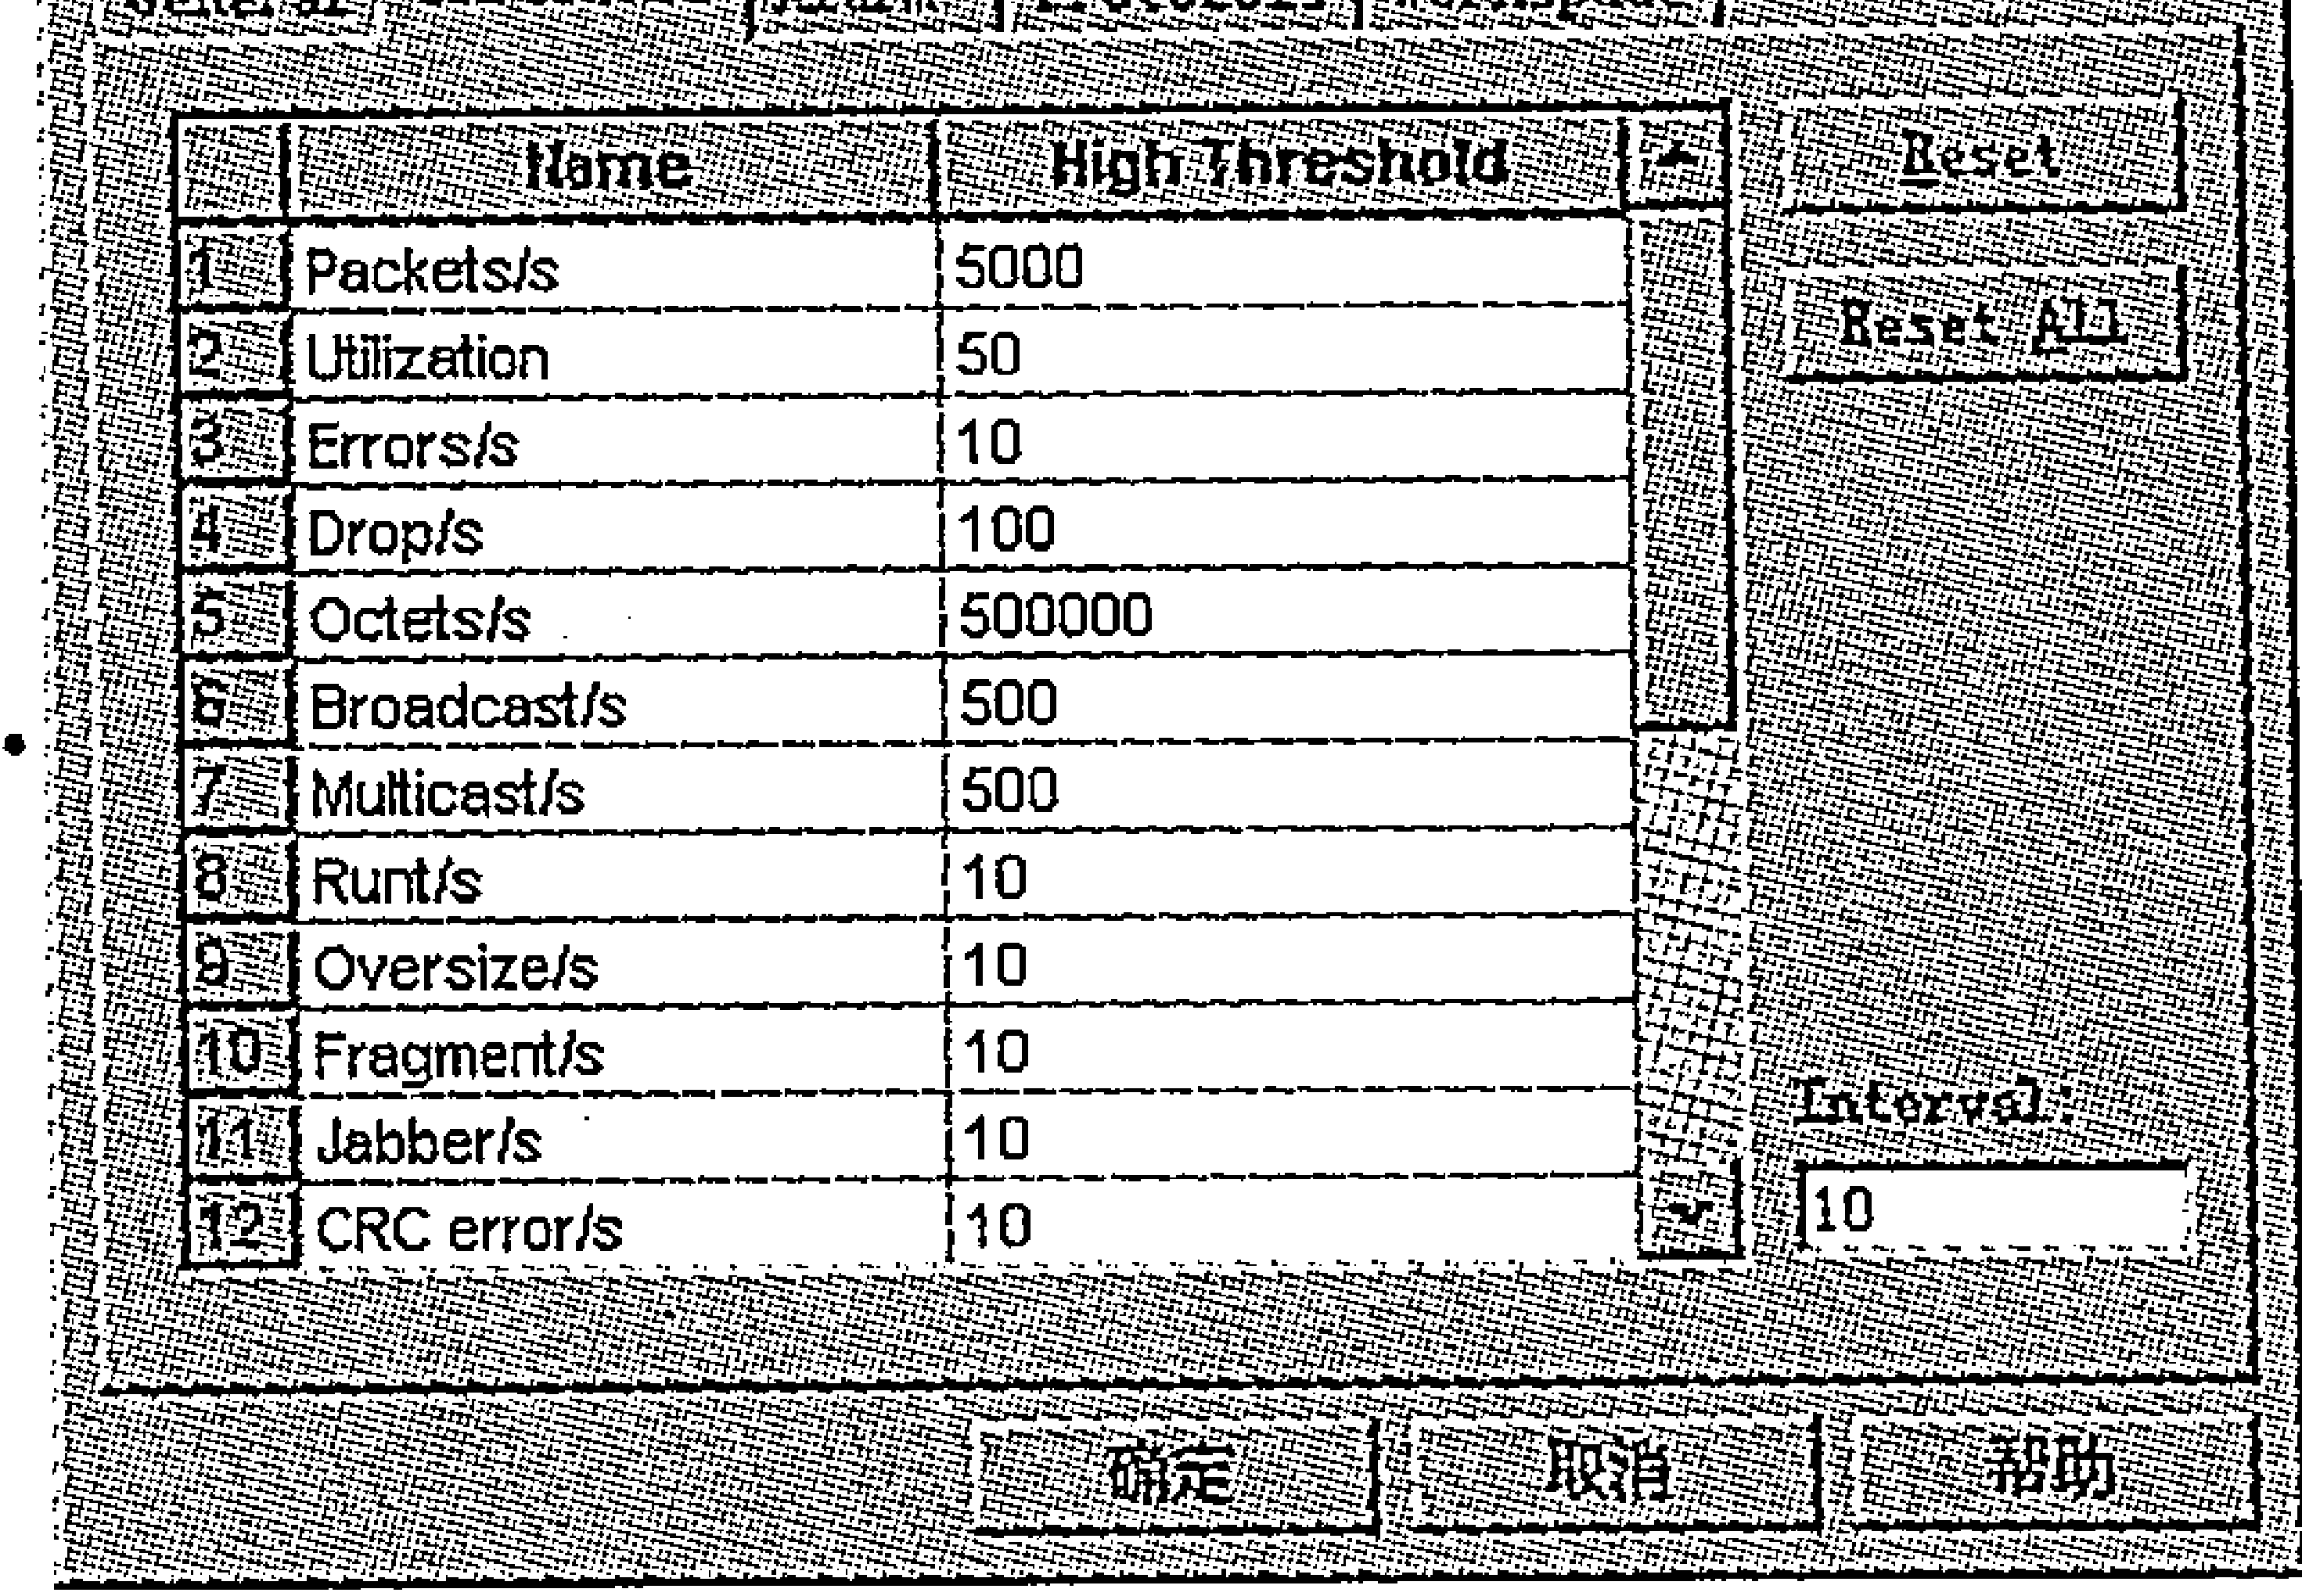 General
Name High Threshold
Reset
1 Packets/s 5000
Reset All
2 Utilization 50
3 Errors/s 10
4 Drop/s 100
5 Octets/s 500000
6 Broadcast/s 500
7 Multicast/s 500
8 Runt/s 10
9 Oversize/s 10
10 Fragment/s 10
Interval:
11 Jabber/s 10
12 CRC error/s 10
10
确定 取消 帮助